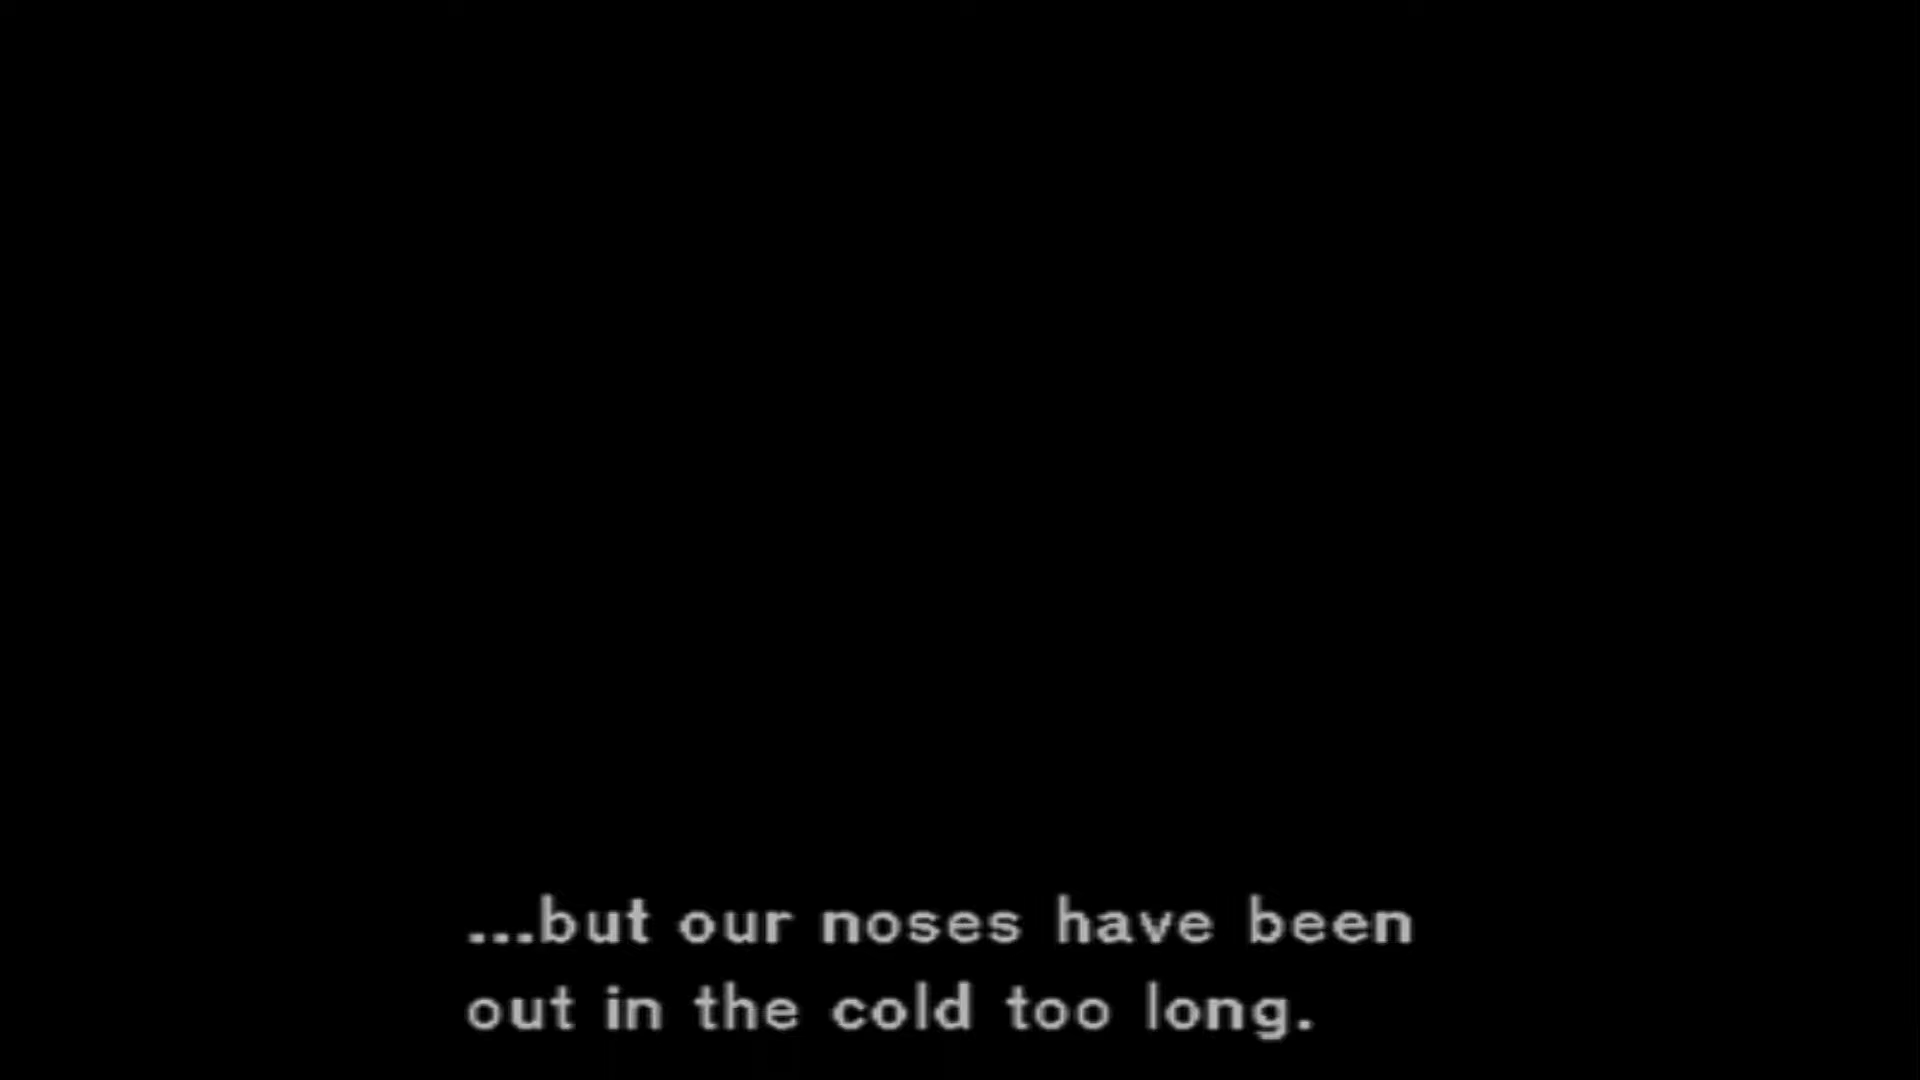 ...but our noses have been
out in the cold too long.